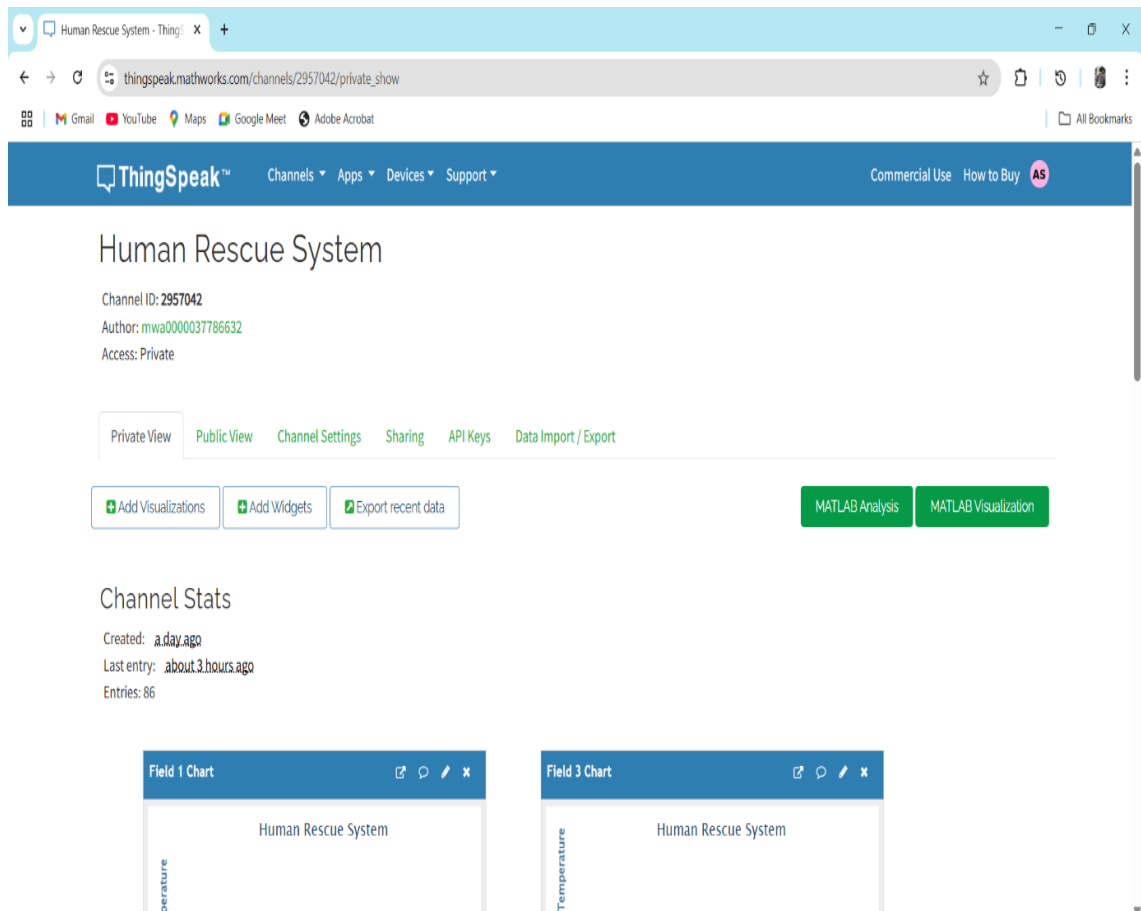 Human Rescue System - Thing
thingspeak.mathworks.com/channels/2957042/private_show
Gmail YouTube Maps Google Meet Adobe Acrobat All Bookmarks
ThingSpeak™ Channels Apps Devices Support Commercial Use How to Buy AS
Human Rescue System
Channel ID: 2957042
Author: mwa0000037786632
Access: Private
Private View Public View Channel Settings Sharing API Keys Data Import / Export
Add Visualizations Add Widgets Export recent data MATLAB Analysis MATLAB Visualization
Channel Stats
Created: a day ago
Last entry: about 3 hours ago
Entries: 86
Field 1 Chart Field 3 Chart
Human Rescue System Human Rescue System
perature Temperature